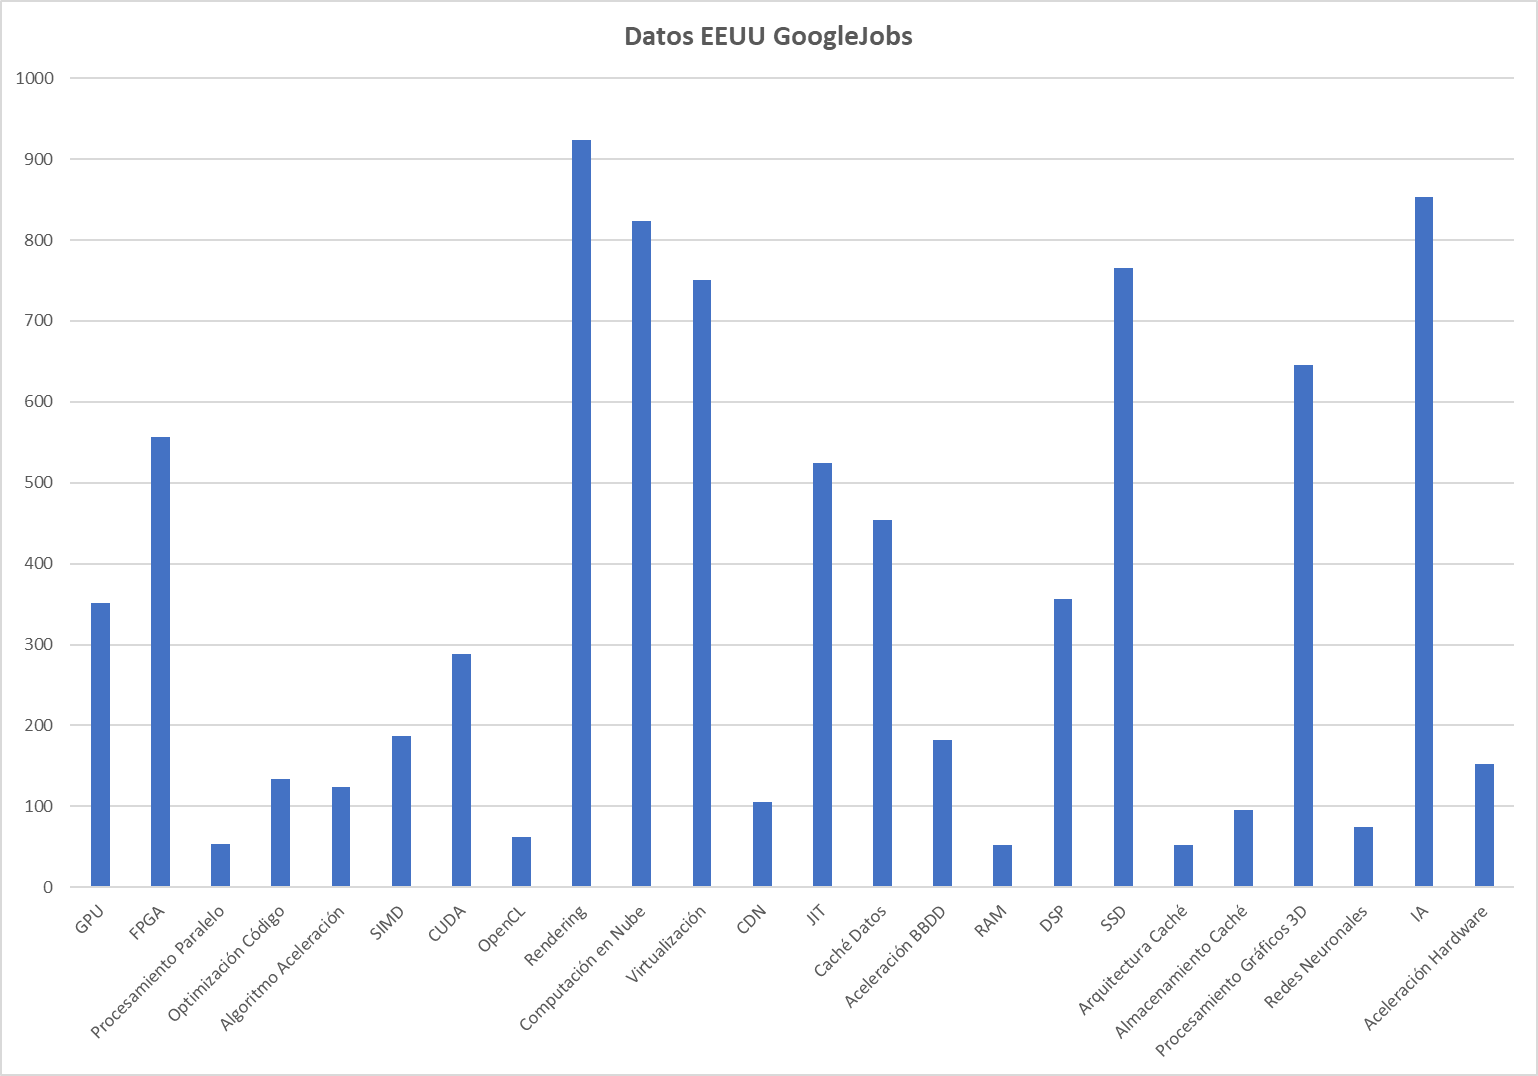 Datos EEUU GoogleJobs
1000
900
800
700
600
500
400
300
200
100
0
GPU
FPGA
Procesamiento Paralelo
Optimización Código
Algoritmo Aceleración
SIMD
CUDA
OpenCL
Rendering
Computación en Nube
Virtualización
CDN
JIT
Caché Datos
Aceleración BBDD
RAM
DSP
SSD
Arquitectura Caché
Almacenamiento Caché
Procesamiento Gráficos 3D
Redes Neuronales
IA
Aceleración Hardware